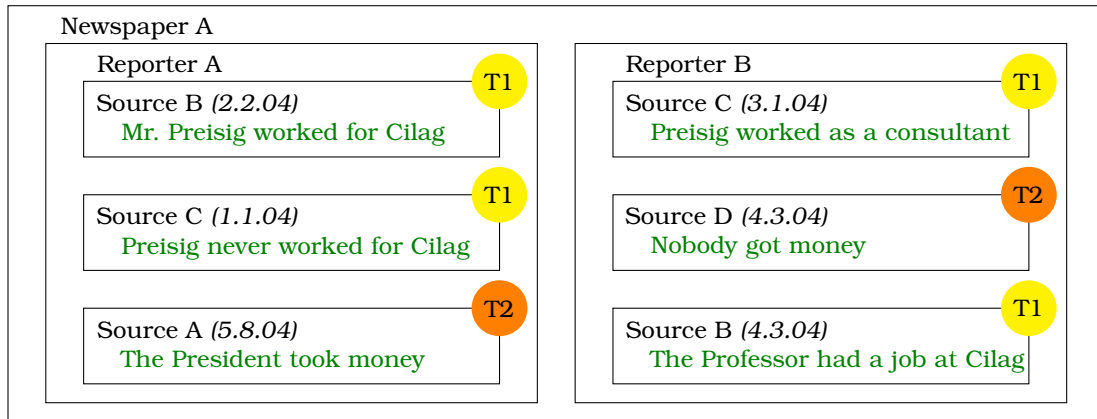 Newspaper A
Reporter A
T1
Source B (2.2.04)
Mr. Preisig worked for Cilag
T1
Source C (1.1.04)
Preisig never worked for Cilag
T2
Source A (5.8.04)
The President took money
Reporter B
T1
Source C (3.1.04)
Preisig worked as a consultant
T2
Source D (4.3.04)
Nobody got money
T1
Source B (4.3.04)
The Professor had a job at Cilag